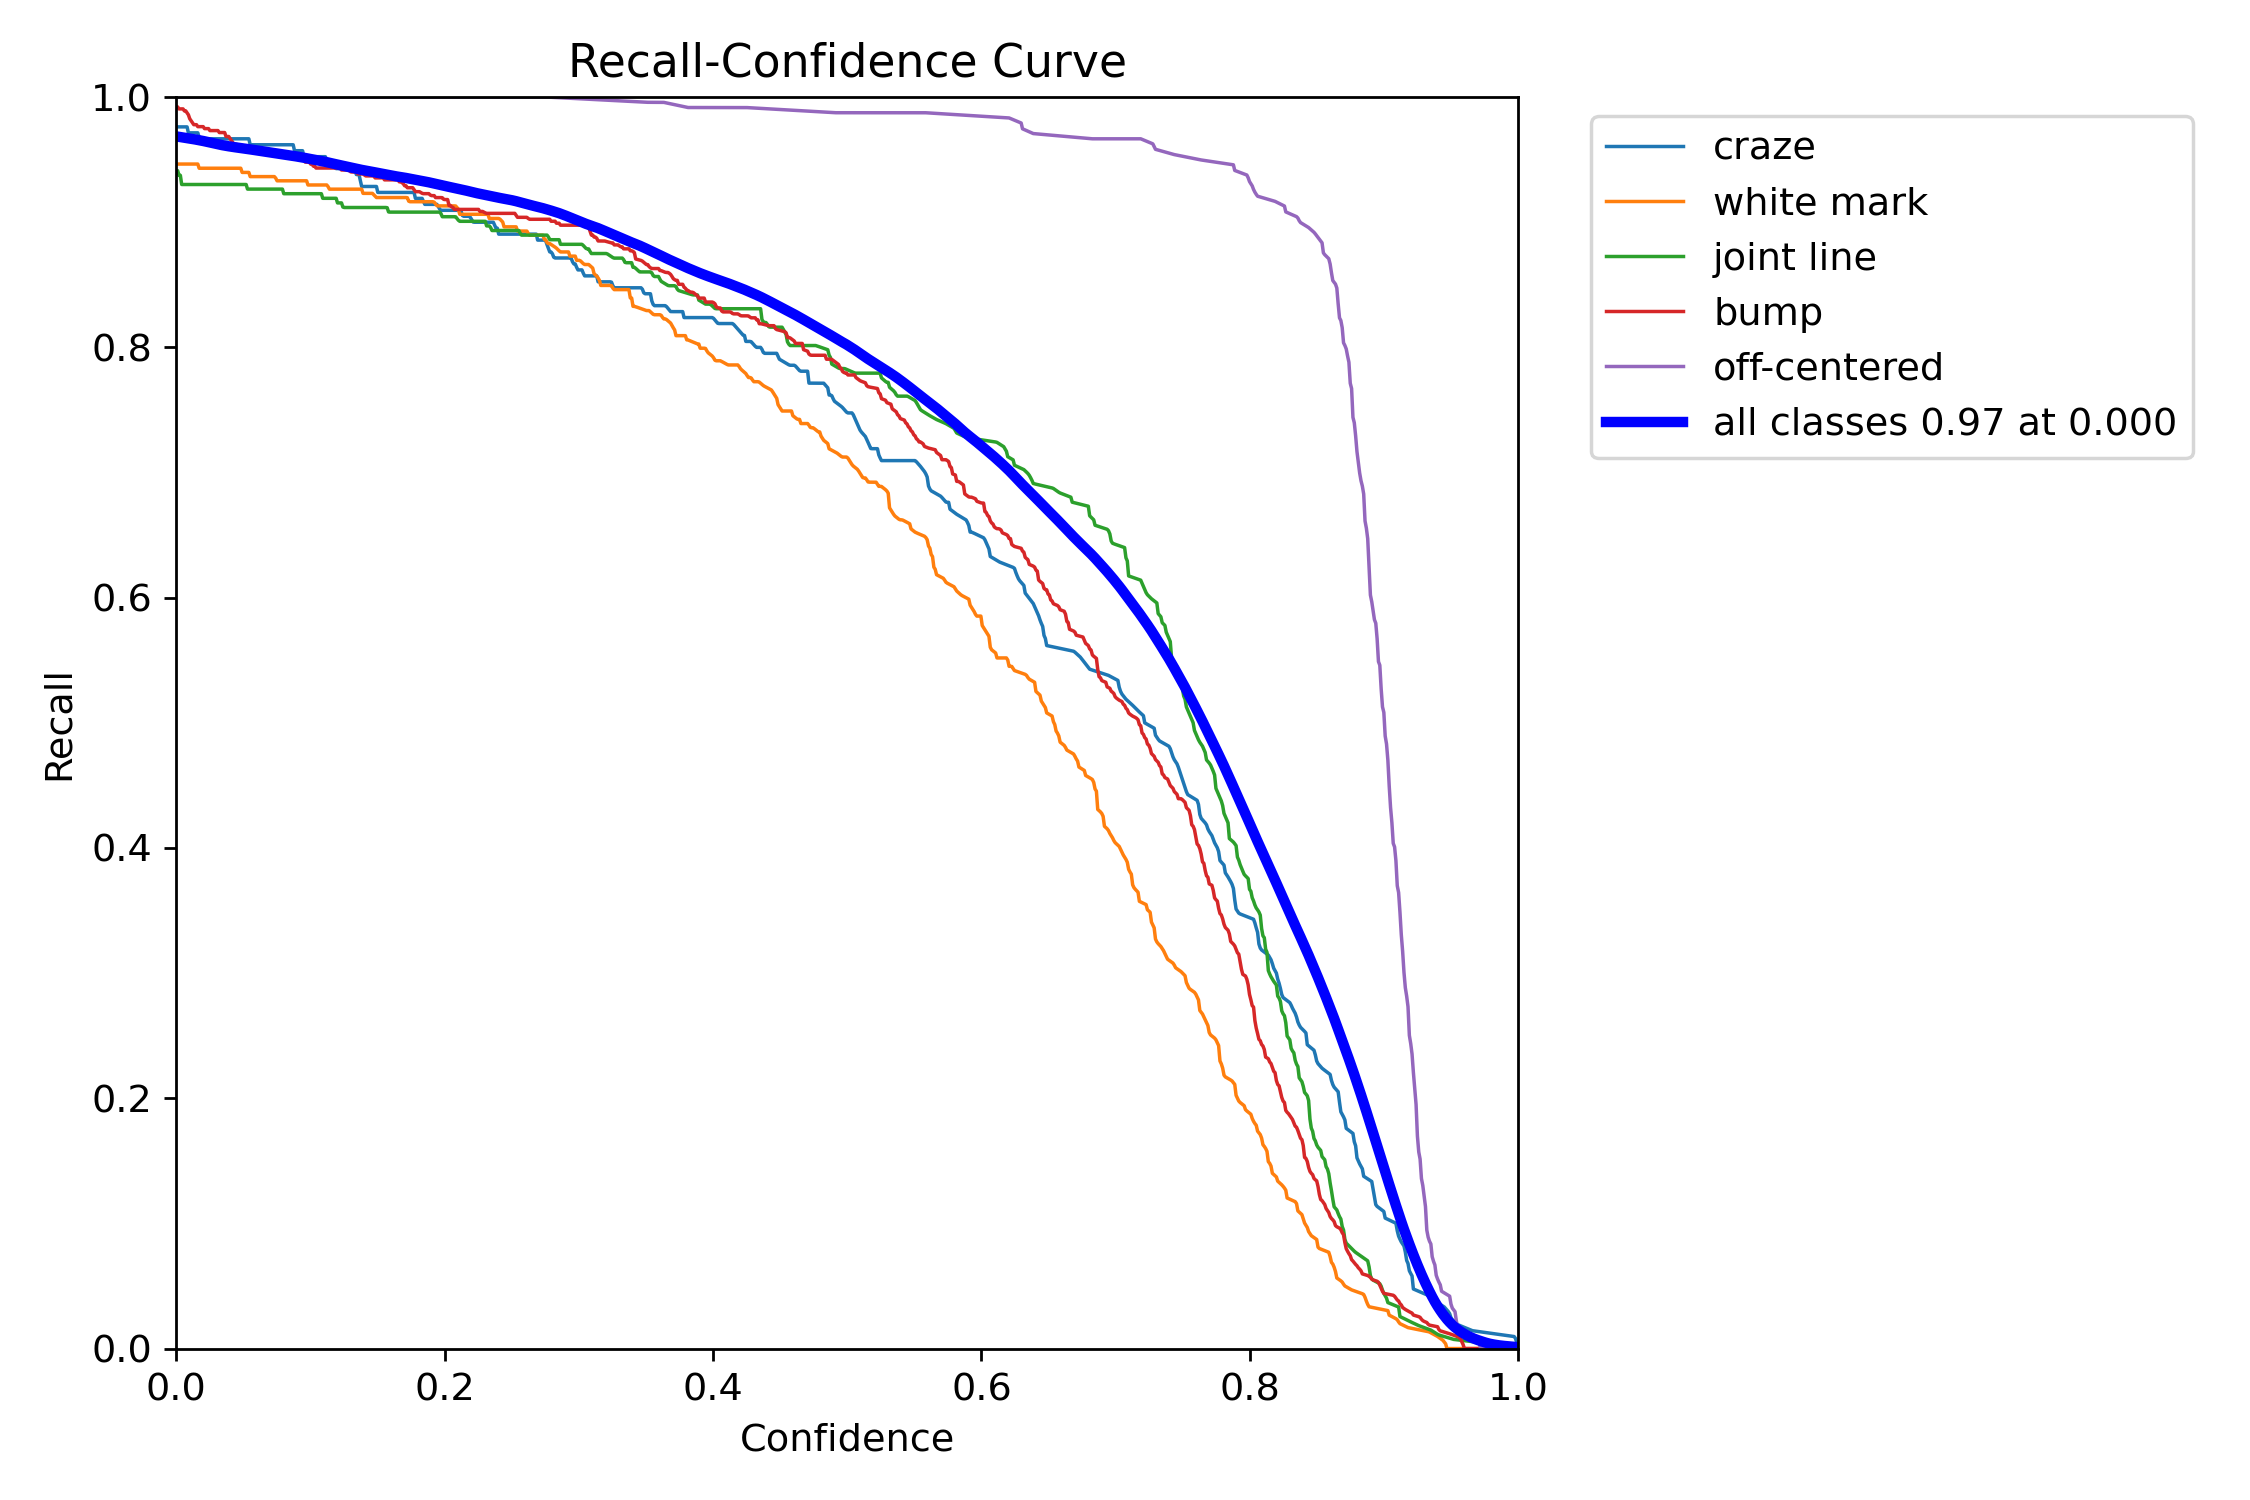 Recall-Confidence Curve
1.0
0.8
0.6
0.4
0.2
0.0
Recall
0.0 0.2 0.4 0.6 0.8 1.0
Confidence
craze
white mark
joint line
bump
off-centered
all classes 0.97 at 0.000